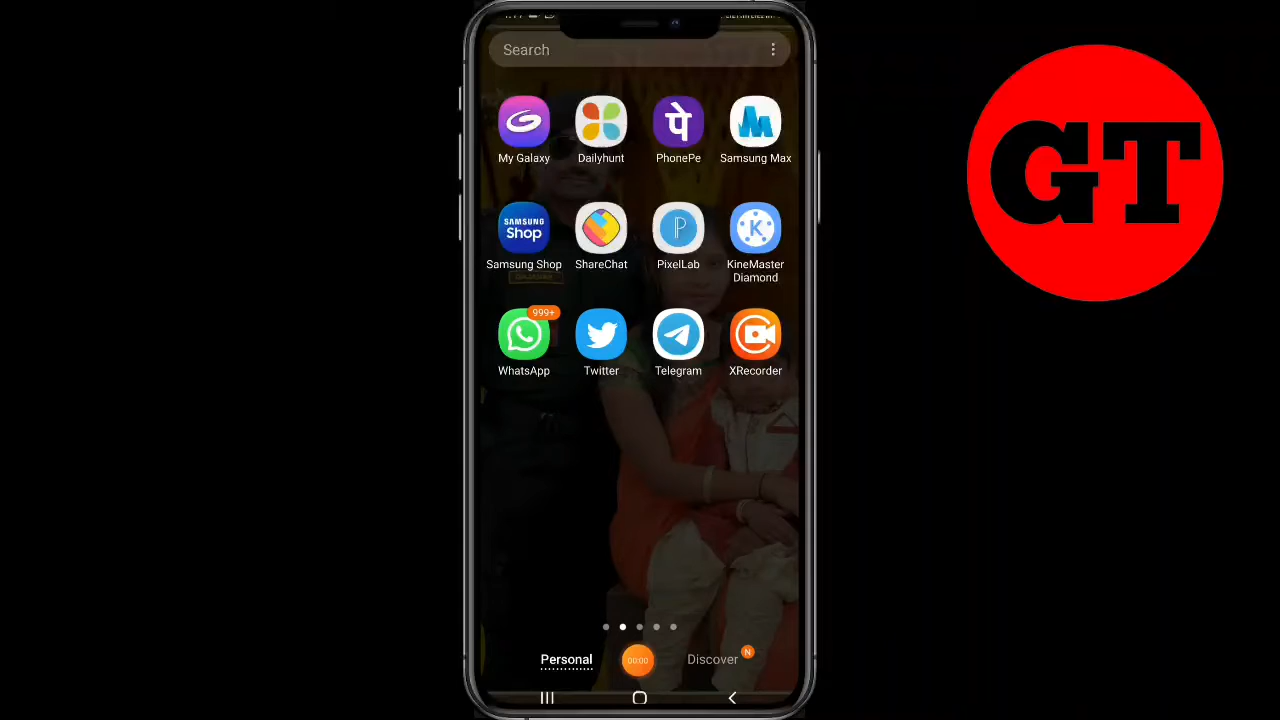 Search
GT
My Galaxy
Dailyhunt
पे
PhonePe
Samsung Max
SAMSUNG
Shop
Samsung Shop
ShareChat
P
PixelLab
K
KineMaster
Diamond
999+
WhatsApp
Twitter
Telegram
XRecorder
Personal
00:00
Discover
N